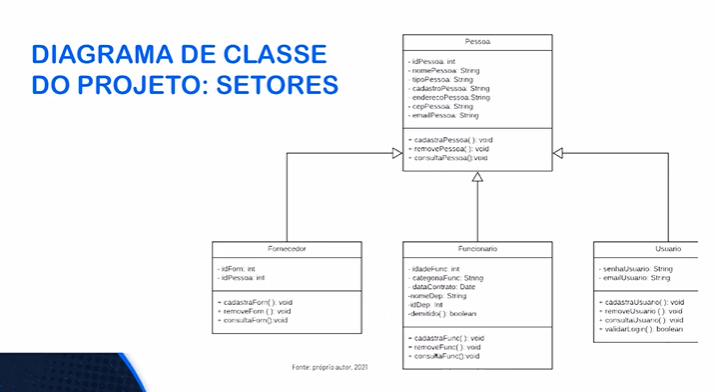 DIAGRAMA DE CLASSE
DO PROJETO: SETORES
Pessoa
- idPessoa: int
- nomePessoa: String
- tipoPessoa: String
- cadastroPessoa: String
- enderecoPessoa:String
- cepPessoa: String
- emailPessoa: String
+ cadastraPessoa( ): void
+ removePessoa( ): void
+ consultaPessoa():void
Fornecedor
- idForn: int
- idPessoa: int
+ cadastraForn( ): void
+ removeForn ( ): void
+ consultaForn():void
Funcionario
- idadeFunc: int
- categoriaFunc: String
- dataContrato: Date
-nomeDep: String
-idDep: Int
-demitido( ): boolean
+ cadastraFunc( ): void
+ removeFunc( ): void
+ consultaFunc():void
Usuario
- senhaUsuario: String
- emailUsuario: String
+ cadastraUsuario( ): void
+ removeUsuario ( ): void
+ consultaUsuario( ): void
+ validarLogin( ): boolean
Fonte: próprio autor, 2021